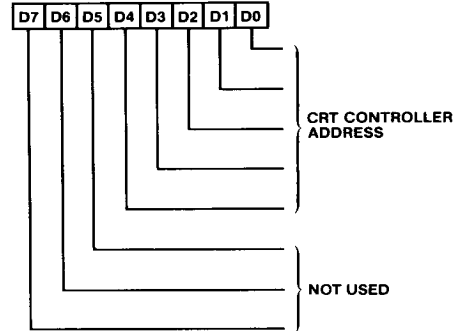 D7 D6 D5 D4 D3 D2 D1 D0
CRT CONTROLLER
ADDRESS
NOT USED